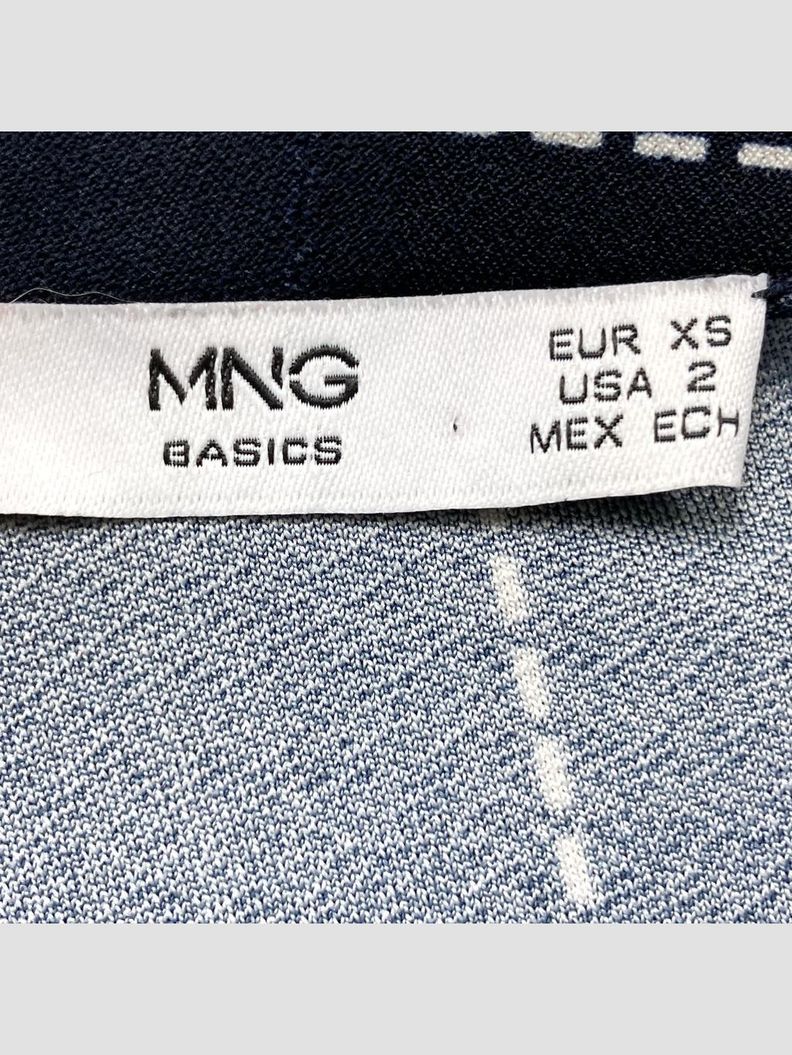 MNG
BASICS
EUR XS
USA 2
MEX ECH